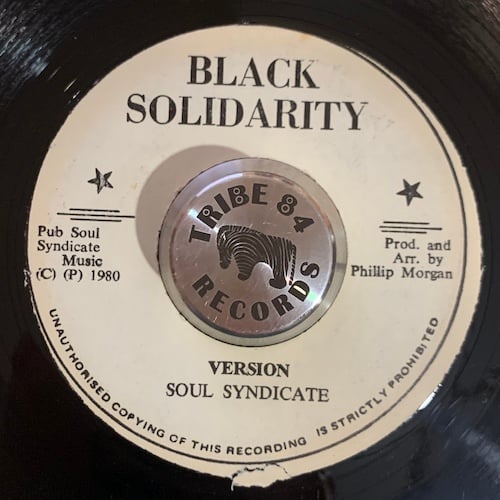 BLACK
SOLIDARITY
Pub Soul
Syndicate
Music
(C) (P) 1980
Prod. and
Arr. by
Phillip Morgan
TRIBE 84
RECORDS
VERSION
SOUL SYNDICATE
UNAUTHORISED COPYING OF THIS RECORDING IS STRICTLY PROHIBITED